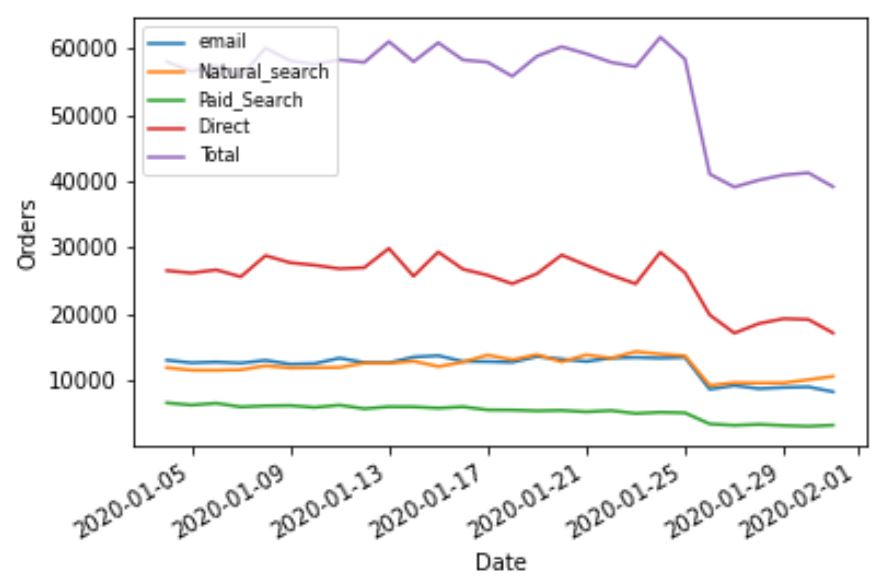 60000
50000
40000
30000
20000
10000
Orders
email
Natural_search
Paid_Search
Direct
Total
2020-01-05
2020-01-09
2020-01-13
2020-01-17
2020-01-21
2020-01-25
2020-01-29
2020-02-01
Date